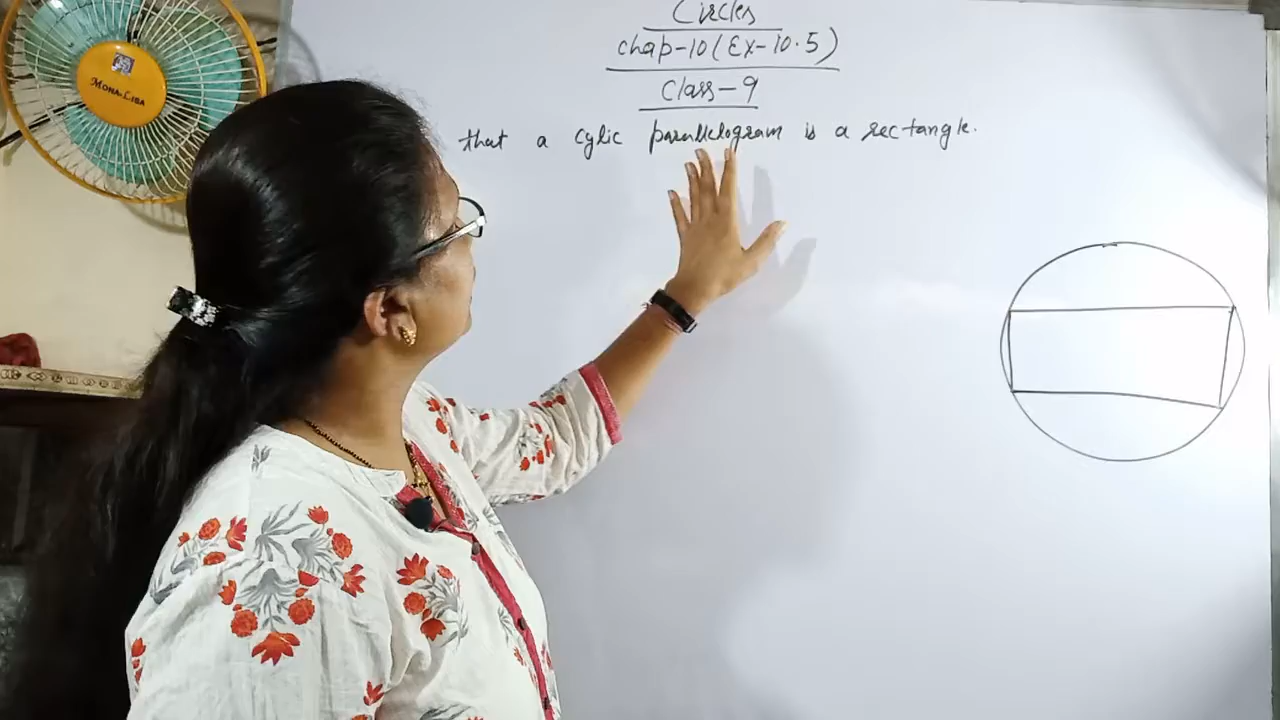 Circles
chap-10 (Ex-10.5)
Class-9
that a cylic parallelogram is a rectangle.
MONA-LISA